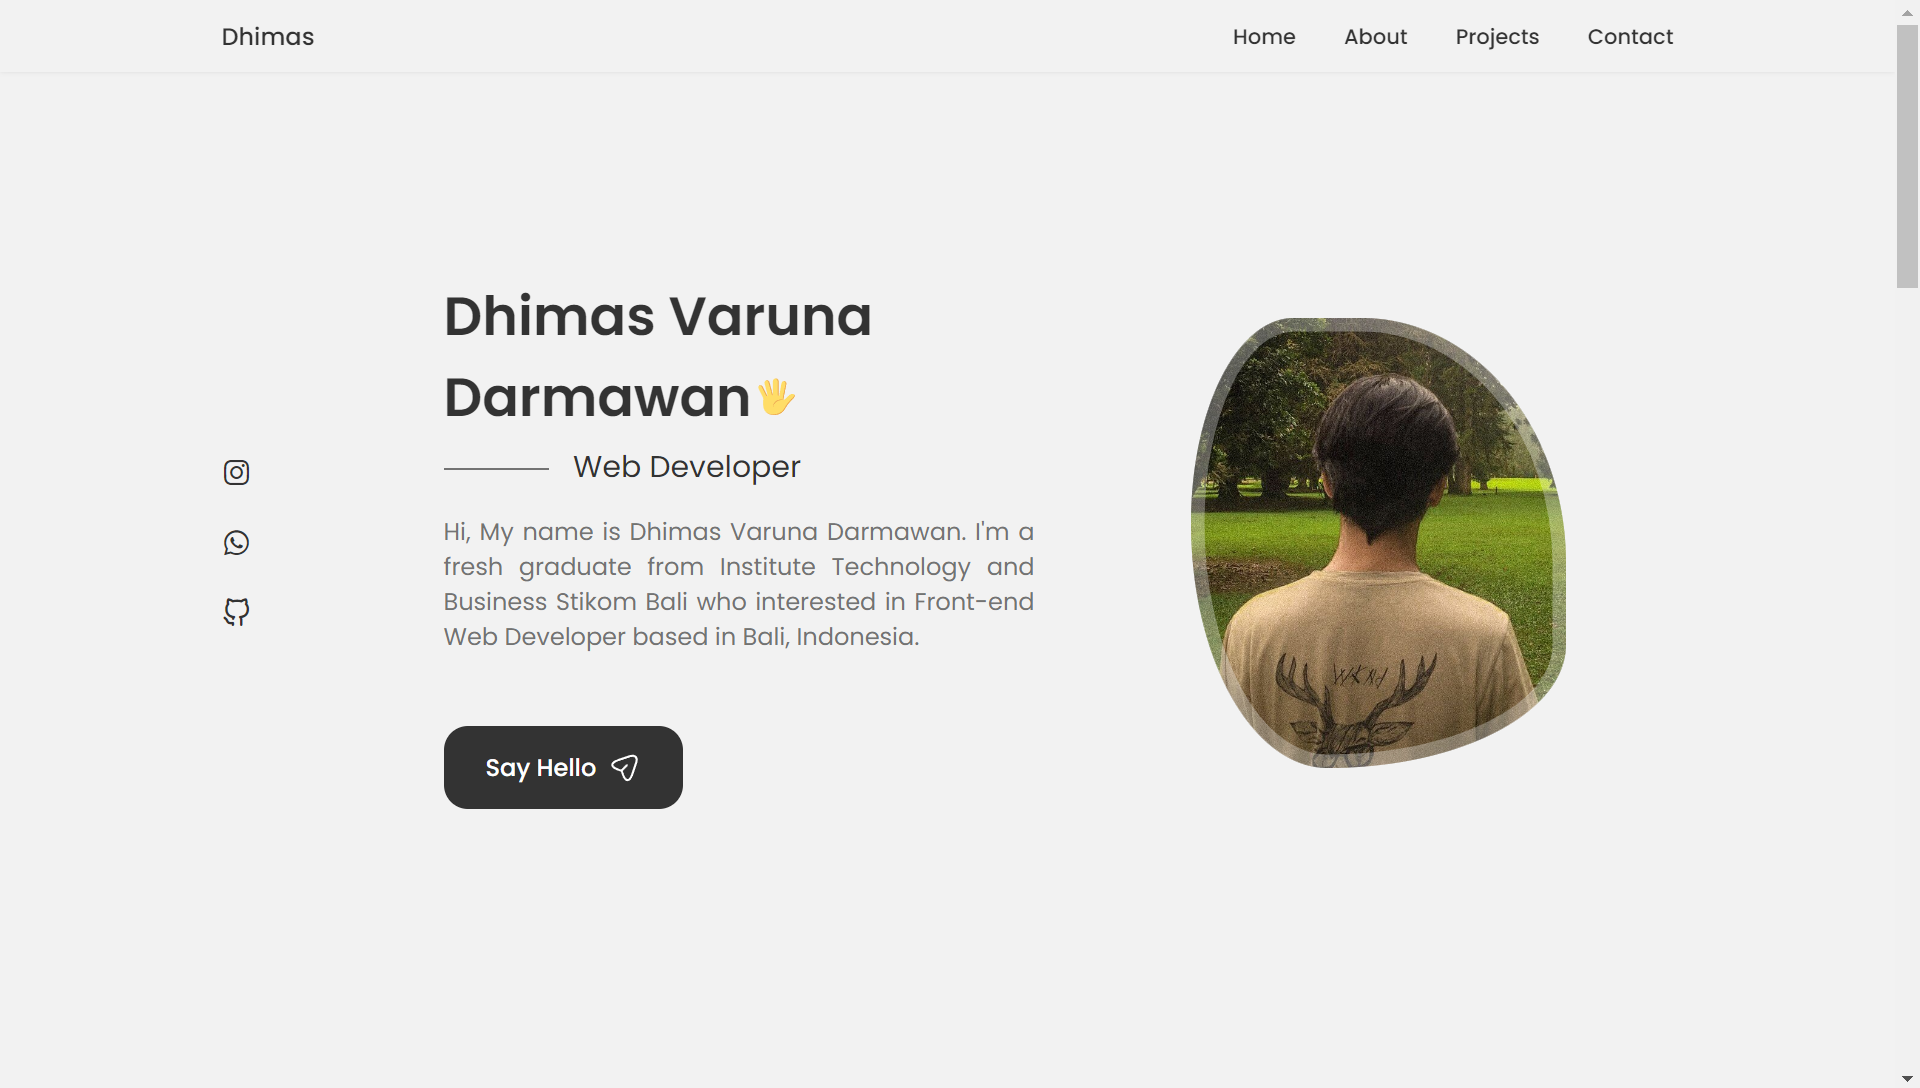 Dhimas
Home About Projects Contact
Dhimas Varuna
Darmawan🖐
Web Developer
Hi, My name is Dhimas Varuna Darmawan. I'm a
fresh graduate from Institute Technology and
Business Stikom Bali who interested in Front-end
Web Developer based in Bali, Indonesia.
Say Hello